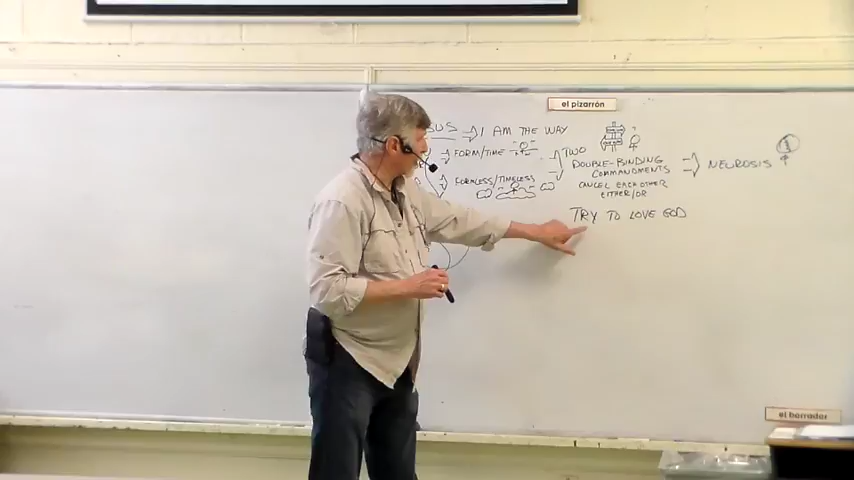 el pizarrón
SUS ⇒ I AM THE WAY
FORM/TIME
FORMLESS/TIMELESS
TWO
DOUBLE-BINDING
COMMANDMENTS
CANCEL EACH OTHER
EITHER/OR
⇒ NEUROSIS
TRY TO LOVE GOD
el borrador